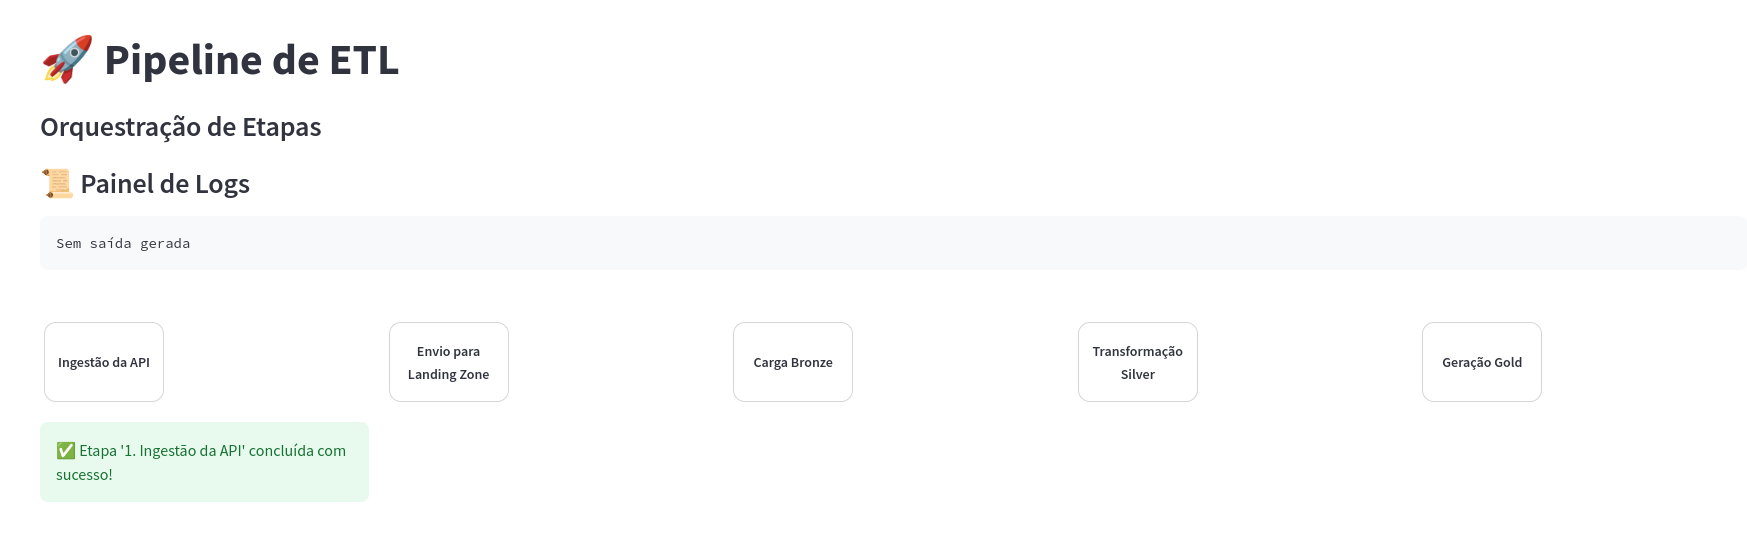 🚀 Pipeline de ETL
Orquestração de Etapas
📜 Painel de Logs
Sem saída gerada
Ingestão da API
Envio para
Landing Zone
Carga Bronze
Transformação
Silver
Geração Gold
✅ Etapa '1. Ingestão da API' concluída com
sucesso!